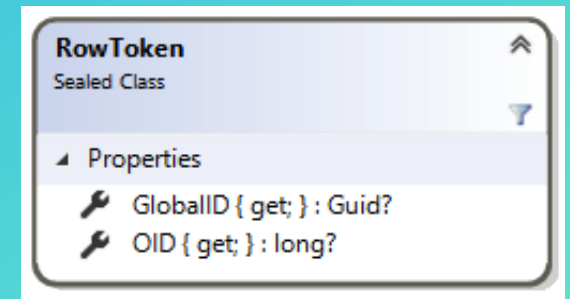 RowToken
Sealed Class
Properties
GlobalID { get; } : Guid?
OID { get; } : long?